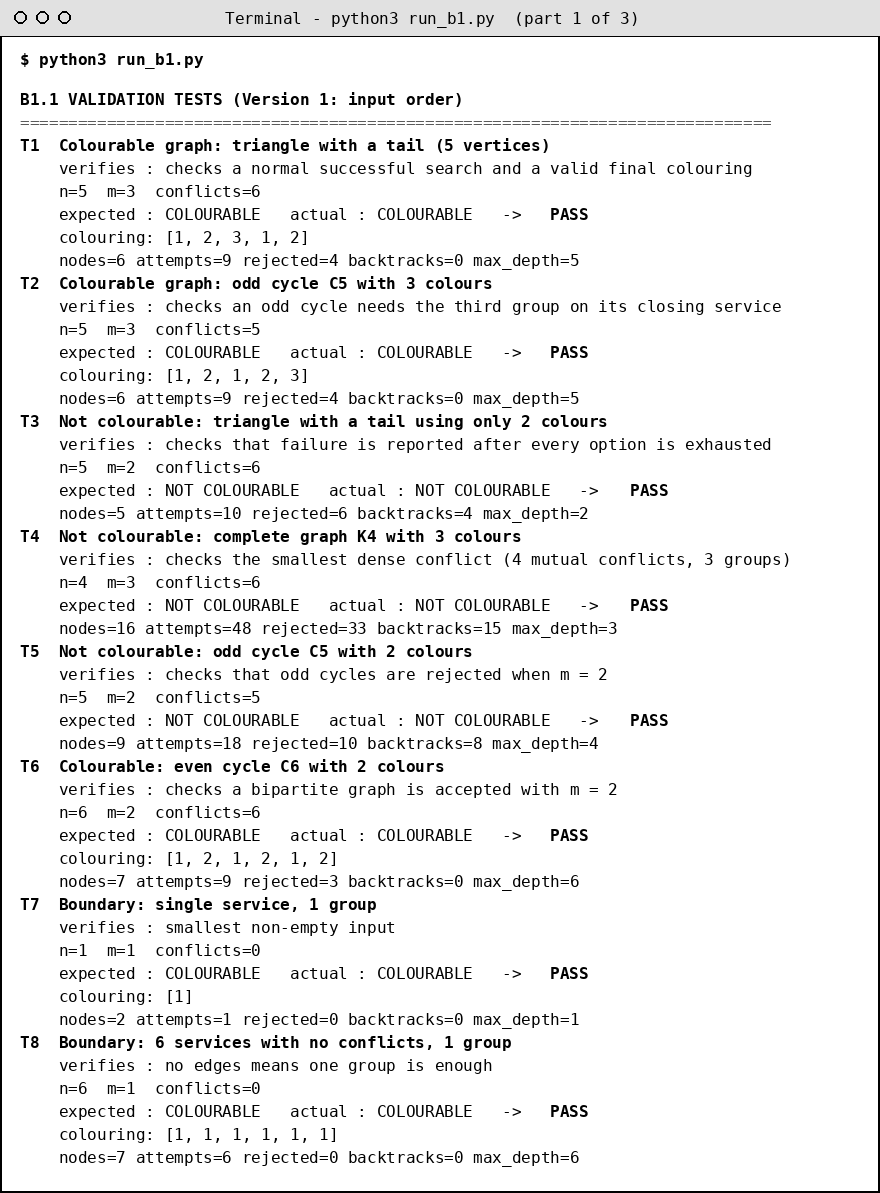 Terminal - python3 run_b1.py  (part 1 of 3)
$ python3 run_b1.py
B1.1 VALIDATION TESTS (Version 1: input order)
==============================================================================
T1  Colourable graph: triangle with a tail (5 vertices)
    verifies : checks a normal successful search and a valid final colouring
    n=5  m=3  conflicts=6
    expected : COLOURABLE   actual : COLOURABLE   ->   PASS
    colouring: [1, 2, 3, 1, 2]
    nodes=6 attempts=9 rejected=4 backtracks=0 max_depth=5
T2  Colourable graph: odd cycle C5 with 3 colours
    verifies : checks an odd cycle needs the third group on its closing service
    n=5  m=3  conflicts=5
    expected : COLOURABLE   actual : COLOURABLE   ->   PASS
    colouring: [1, 2, 1, 2, 3]
    nodes=6 attempts=9 rejected=4 backtracks=0 max_depth=5
T3  Not colourable: triangle with a tail using only 2 colours
    verifies : checks that failure is reported after every option is exhausted
    n=5  m=2  conflicts=6
    expected : NOT COLOURABLE   actual : NOT COLOURABLE   ->   PASS
    nodes=5 attempts=10 rejected=6 backtracks=4 max_depth=2
T4  Not colourable: complete graph K4 with 3 colours
    verifies : checks the smallest dense conflict (4 mutual conflicts, 3 groups)
    n=4  m=3  conflicts=6
    expected : NOT COLOURABLE   actual : NOT COLOURABLE   ->   PASS
    nodes=16 attempts=48 rejected=33 backtracks=15 max_depth=3
T5  Not colourable: odd cycle C5 with 2 colours
    verifies : checks that odd cycles are rejected when m = 2
    n=5  m=2  conflicts=5
    expected : NOT COLOURABLE   actual : NOT COLOURABLE   ->   PASS
    nodes=9 attempts=18 rejected=10 backtracks=8 max_depth=4
T6  Colourable: even cycle C6 with 2 colours
    verifies : checks a bipartite graph is accepted with m = 2
    n=6  m=2  conflicts=6
    expected : COLOURABLE   actual : COLOURABLE   ->   PASS
    colouring: [1, 2, 1, 2, 1, 2]
    nodes=7 attempts=9 rejected=3 backtracks=0 max_depth=6
T7  Boundary: single service, 1 group
    verifies : smallest non-empty input
    n=1  m=1  conflicts=0
    expected : COLOURABLE   actual : COLOURABLE   ->   PASS
    colouring: [1]
    nodes=2 attempts=1 rejected=0 backtracks=0 max_depth=1
T8  Boundary: 6 services with no conflicts, 1 group
    verifies : no edges means one group is enough
    n=6  m=1  conflicts=0
    expected : COLOURABLE   actual : COLOURABLE   ->   PASS
    colouring: [1, 1, 1, 1, 1, 1]
    nodes=7 attempts=6 rejected=0 backtracks=0 max_depth=6